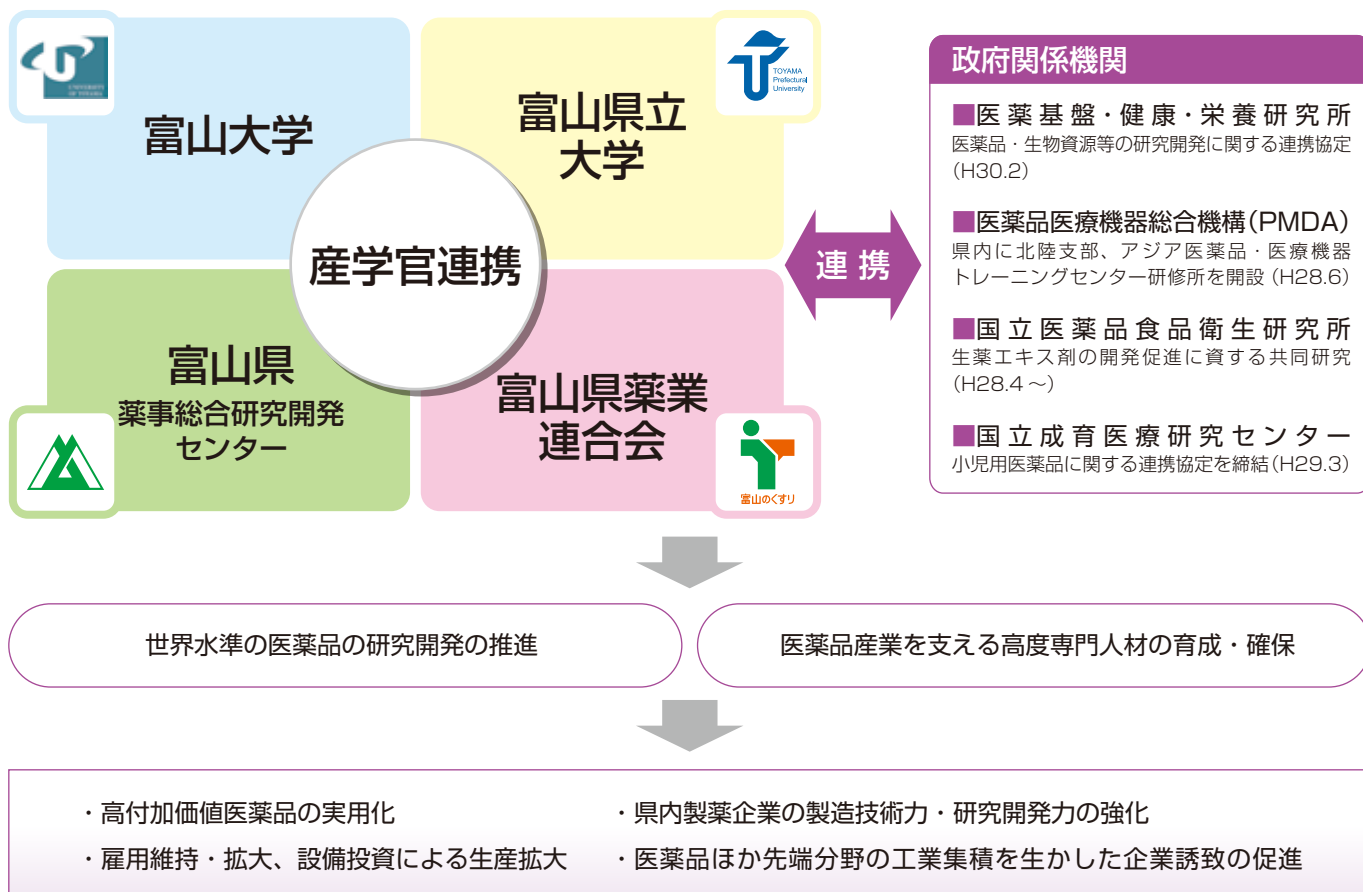 富山大学
UNIVERSITY
OF TOYAMA
富山県立
大学
TOYAMA
Prefectural
University
産学官連携
富山県
薬事総合研究開発
センター
富山県薬業
連合会
富山のくすり
連携
政府関係機関
■医薬基盤・健康・栄養研究所
医薬品・生物資源等の研究開発に関する連携協定
(H30.2)
■医薬品医療機器総合機構(PMDA)
県内に北陸支部、アジア医薬品・医療機器
トレーニングセンター研修所を開設(H28.6)
■国立医薬品食品衛生研究所
生薬エキス剤の開発促進に資する共同研究
(H28.4～)
■国立成育医療研究センター
小児用医薬品に関する連携協定を締結(H29.3)
世界水準の医薬品の研究開発の推進
医薬品産業を支える高度専門人材の育成・確保
・高付加価値医薬品の実用化
・県内製薬企業の製造技術力・研究開発力の強化
・雇用維持・拡大、設備投資による生産拡大
・医薬品ほか先端分野の工業集積を生かした企業誘致の促進